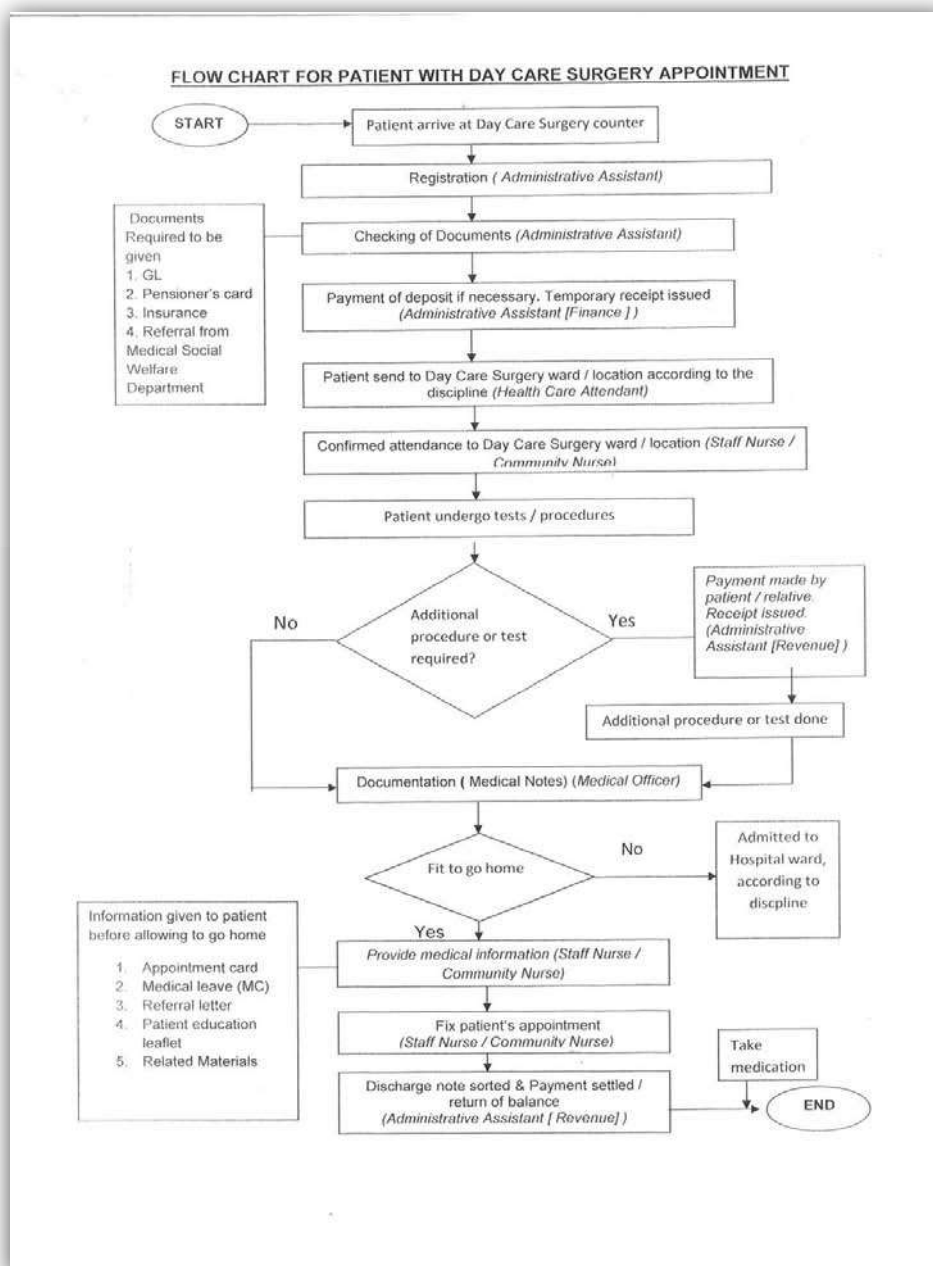 FLOW CHART FOR PATIENT WITH DAY CARE SURGERY APPOINTMENT
START
Patient arrive at Day Care Surgery counter
Registration ( Administrative Assistant)
Documents
Required to be
given
1. GL
2. Pensioner's card
3. Insurance
4. Referral from
Medical Social
Welfare
Department
Checking of Documents (Administrative Assistant)
Payment of deposit if necessary. Temporary receipt issued
(Administrative Assistant [Finance ] )
Patient send to Day Care Surgery ward / location according to the
discipline (Health Care Attendant)
Confirmed attendance to Day Care Surgery ward / location (Staff Nurse /
Community Nurse)
Patient undergo tests / procedures
Additional
procedure or test
required?
No
Yes
Payment made by
patient / relative.
Receipt issued.
(Administrative
Assistant [Revenue] )
Additional procedure or test done
Documentation ( Medical Notes) (Medical Officer)
Fit to go home
No
Admitted to
Hospital ward,
according to
discpline
Yes
Information given to patient
before allowing to go home
1. Appointment card
2. Medical leave (MC)
3. Referral letter
4. Patient education
leaflet
5. Related Materials
Provide medical information (Staff Nurse /
Community Nurse)
Fix patient's appointment
(Staff Nurse / Community Nurse)
Discharge note sorted & Payment settled /
return of balance
(Administrative Assistant [ Revenue] )
Take
medication
END